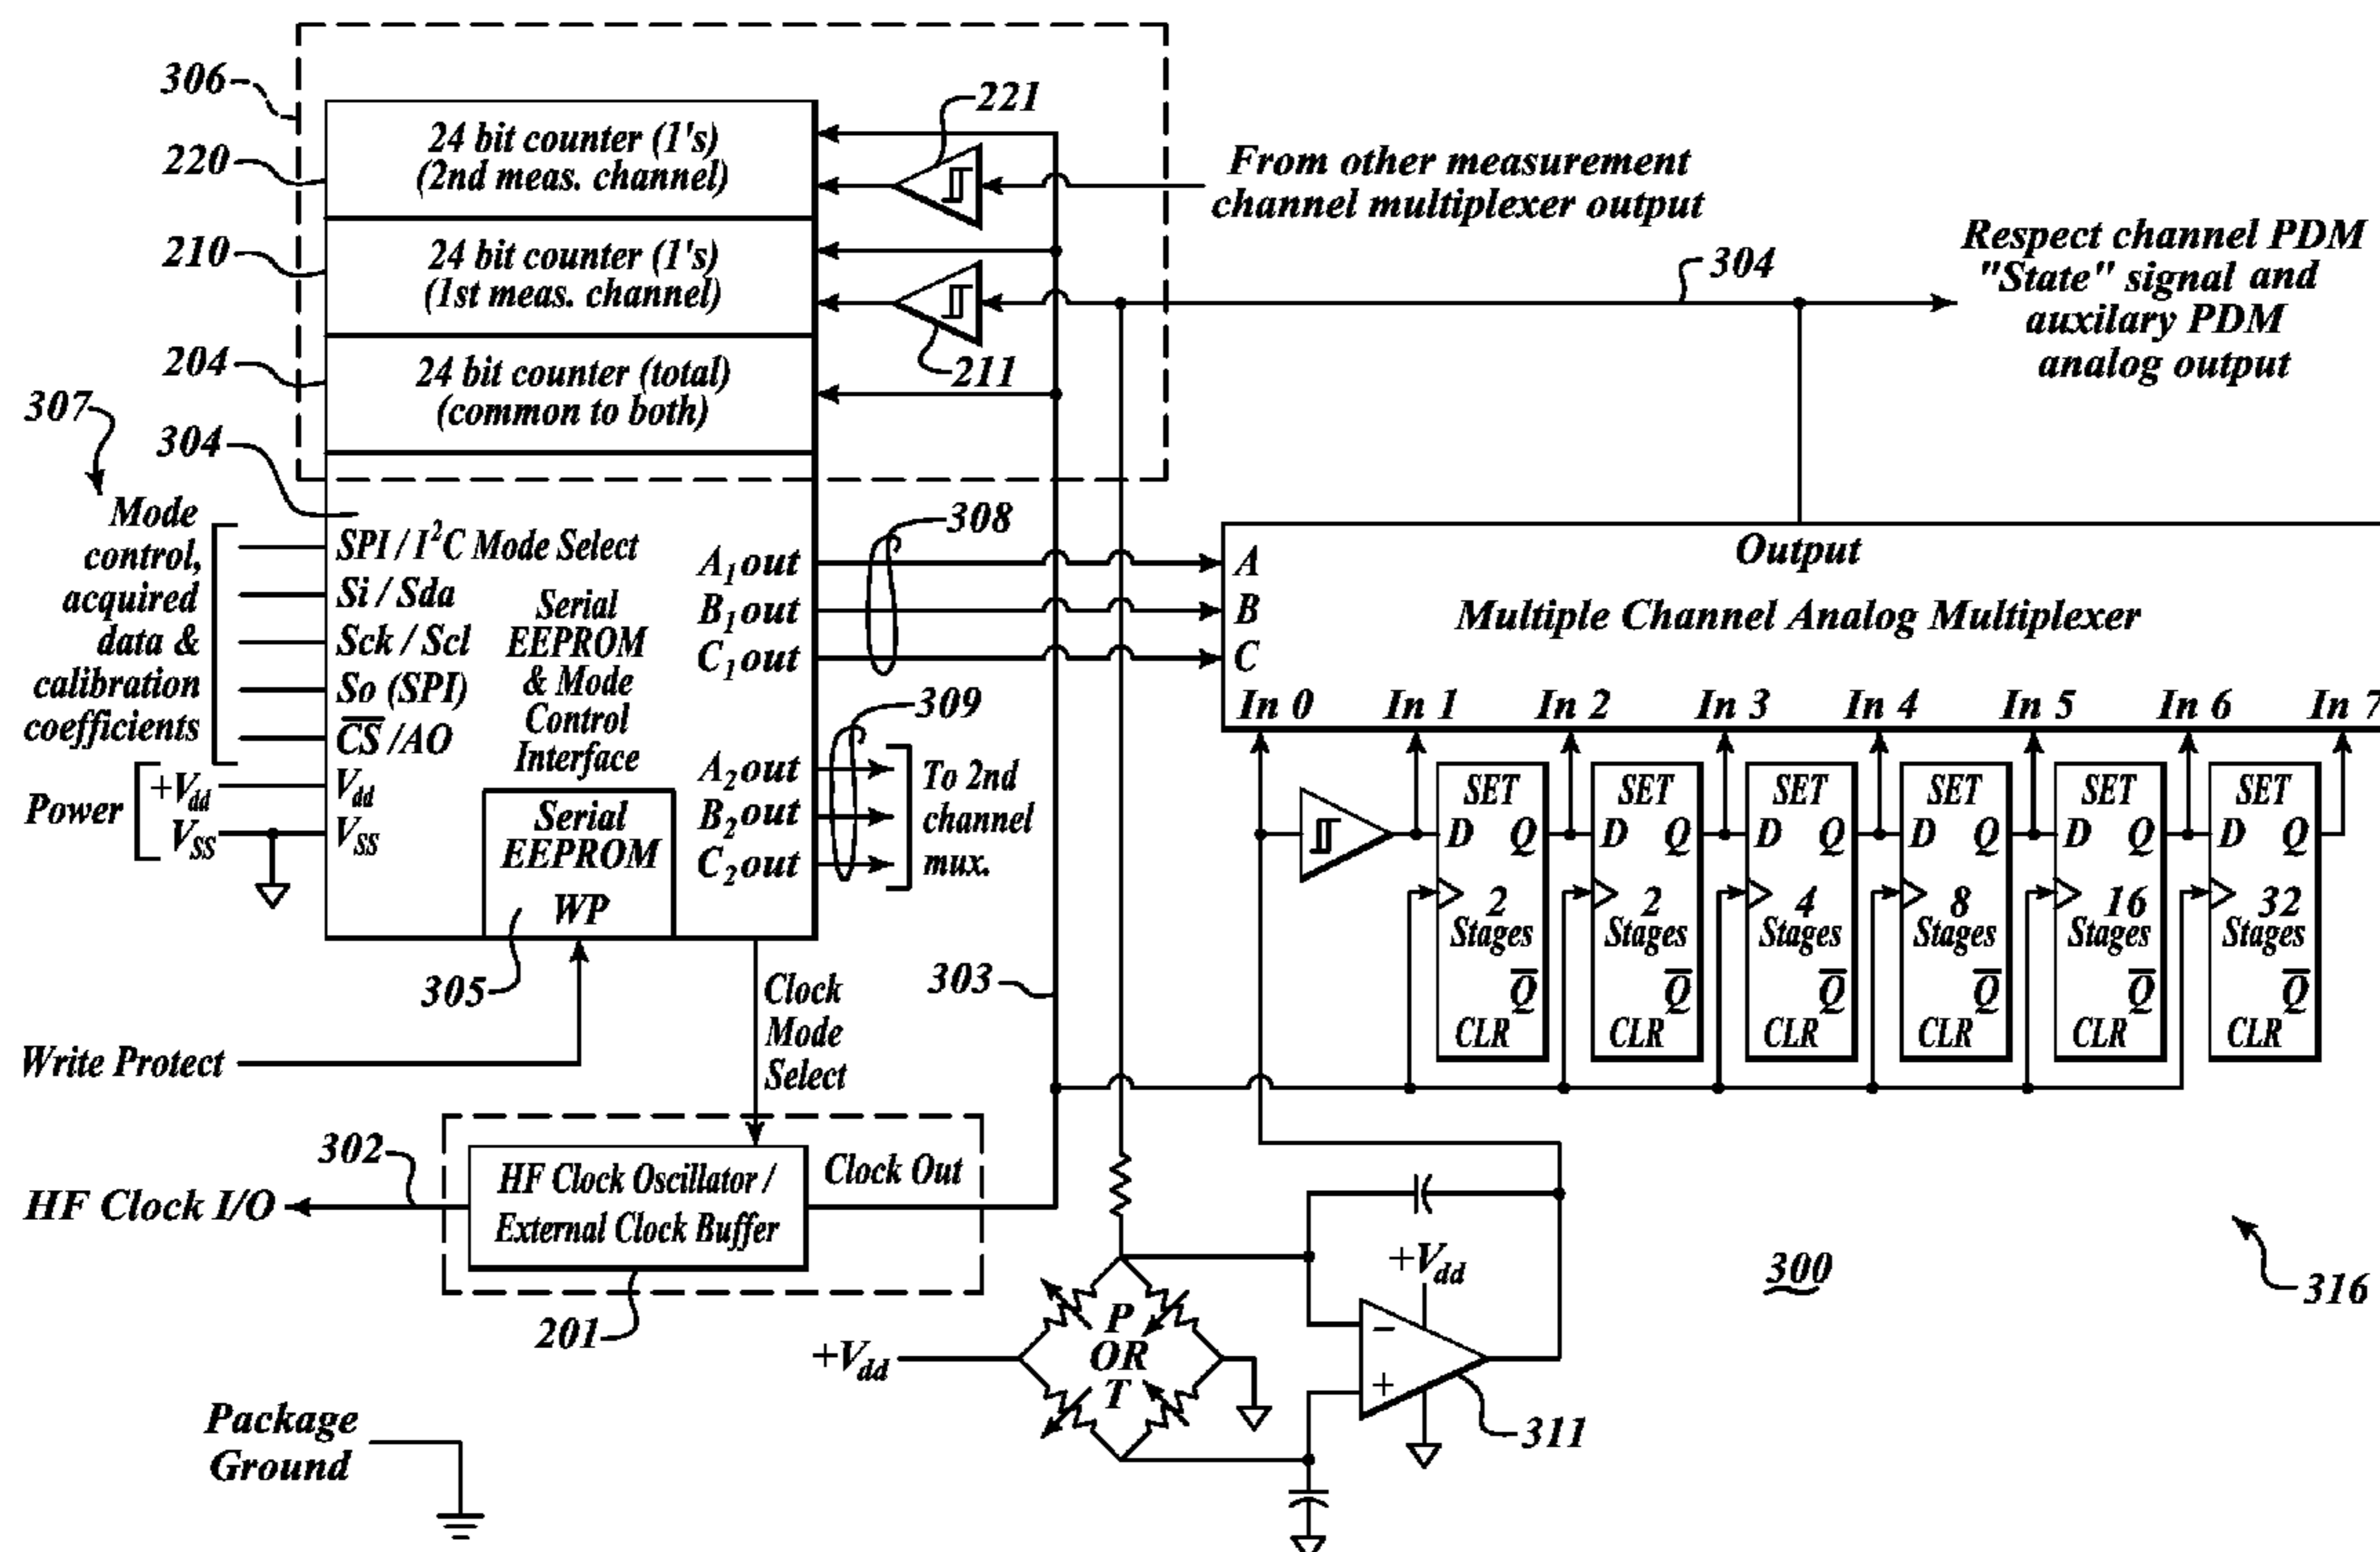 306
220
210
204
307
304
24 bit counter (1's)
(2nd meas. channel)
24 bit counter (1's)
(1st meas. channel)
24 bit counter (total)
(common to both)
221
211
From other measurement
channel multiplexer output
304
Respect channel PDM
"State" signal and
auxilary PDM
analog output
Mode
control,
acquired
data &
calibration
coefficients
SPI / I²C Mode Select
Si / Sda
Sck / Scl
So (SPI)
C̅S̅ /AO
Power
+Vdd
VSS
Vdd
VSS
Serial
EEPROM
& Mode
Control
Interface
Serial
EEPROM
WP
305
A1out
B1out
C1out
308
A2out
B2out
C2out
309
To 2nd
channel
mux.
Output
Multiple Channel Analog Multiplexer
A
B
C
In 0 In 1 In 2 In 3 In 4 In 5 In 6 In 7
SET
D Q
2
Stages
Q̅
CLR
SET
D Q
2
Stages
Q̅
CLR
SET
D Q
4
Stages
Q̅
CLR
SET
D Q
8
Stages
Q̅
CLR
SET
D Q
16
Stages
Q̅
CLR
SET
D Q
32
Stages
Q̅
CLR
303
Clock
Mode
Select
Write Protect
302
HF Clock I/O
HF Clock Oscillator /
External Clock Buffer
Clock Out
201
+Vdd
P
OR
T
+Vdd
−
+
311
300
316
Package
Ground